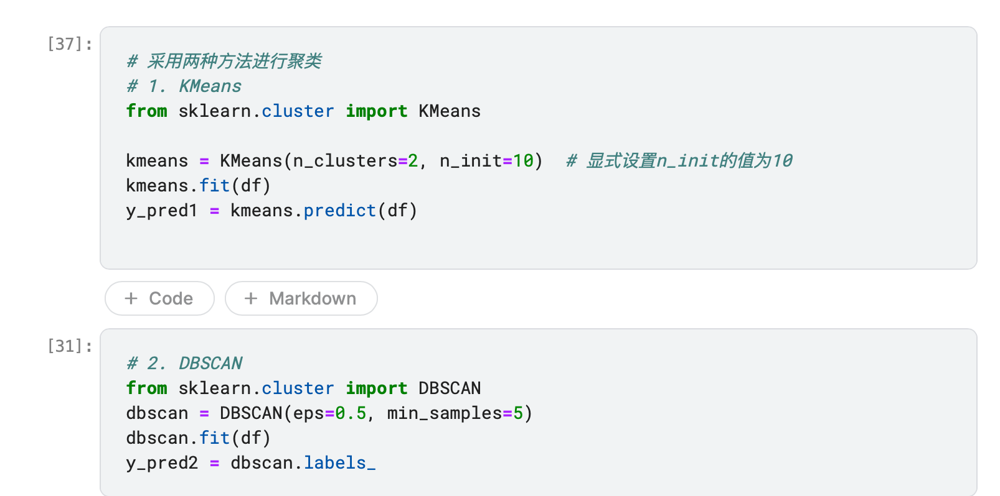 [37]:
# 采用两种方法进行聚类
# 1. KMeans
from sklearn.cluster import KMeans
kmeans = KMeans(n_clusters=2, n_init=10)  # 显式设置n_init的值为10
kmeans.fit(df)
y_pred1 = kmeans.predict(df)
+ Code + Markdown
[31]:
# 2. DBSCAN
from sklearn.cluster import DBSCAN
dbscan = DBSCAN(eps=0.5, min_samples=5)
dbscan.fit(df)
y_pred2 = dbscan.labels_